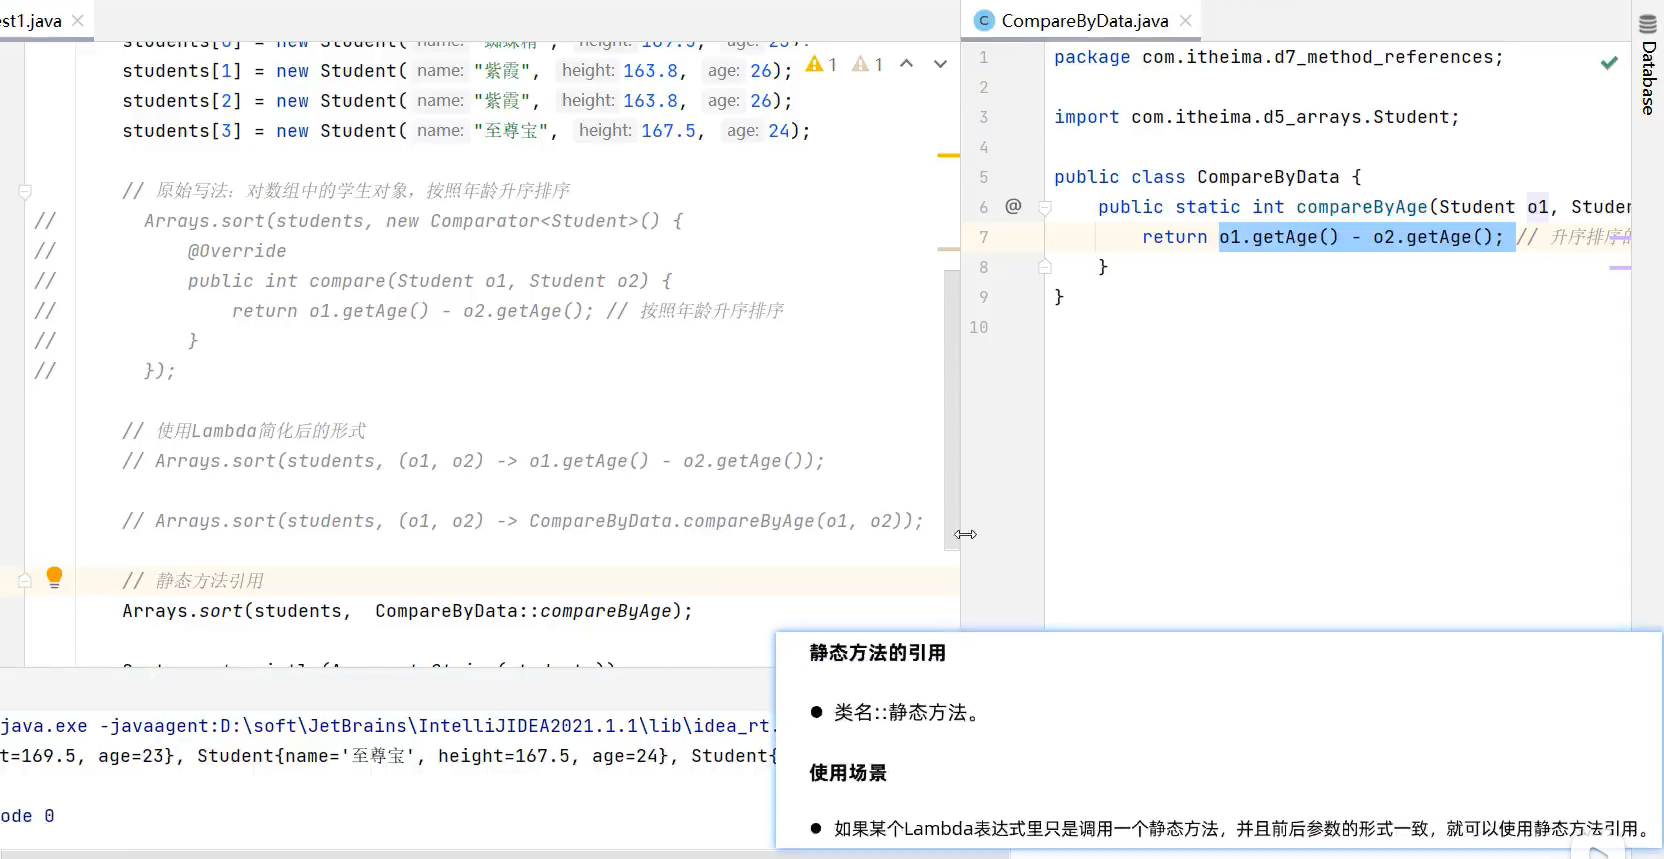 est1.java
students[0] = new Student( name: "蜘蛛精", height: 169.5, age: 23);
students[1] = new Student( name: "紫霞", height: 163.8, age: 26);
students[2] = new Student( name: "紫霞", height: 163.8, age: 26);
students[3] = new Student( name: "至尊宝", height: 167.5, age: 24);
1 1
// 原始写法：对数组中的学生对象，按照年龄升序排序
// Arrays.sort(students, new Comparator<Student>() {
// @Override
// public int compare(Student o1, Student o2) {
// return o1.getAge() - o2.getAge(); // 按照年龄升序排序
// }
// });
// 使用Lambda简化后的形式
// Arrays.sort(students, (o1, o2) -> o1.getAge() - o2.getAge());
// Arrays.sort(students, (o1, o2) -> CompareByData.compareByAge(o1, o2));
// 静态方法引用
Arrays.sort(students, CompareByData::compareByAge);
C CompareByData.java
1 package com.itheima.d7_method_references;
2
3 import com.itheima.d5_arrays.Student;
4
5 public class CompareByData {
6 @ public static int compareByAge(Student o1, Studen
7 return o1.getAge() - o2.getAge(); // 升序排序的
8 }
9 }
10
Database
java.exe -javaagent:D:\soft\JetBrains\IntelliJIDEA2021.1.1\lib\idea_rt.
t=169.5, age=23}, Student{name='至尊宝', height=167.5, age=24}, Student{
ode 0
静态方法的引用
● 类名::静态方法。
使用场景
● 如果某个Lambda表达式里只是调用一个静态方法，并且前后参数的形式一致，就可以使用静态方法引用。